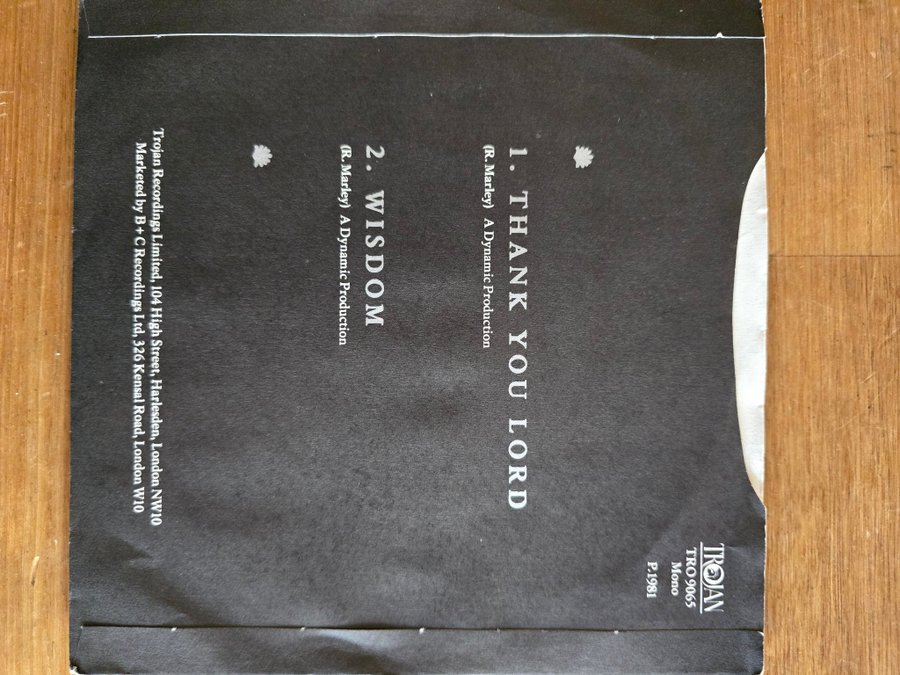 TROJAN
TRO 9065
Mono
P.1981
1. THANK YOU LORD
(R. Marley) A Dynamic Production
2. WISDOM
(R. Marley) A Dynamic Production
Trojan Recordings Limited, 104 High Street, Harlesden, London NW10
Marketed by B + C Recordings Ltd, 326 Kensal Road, London W10